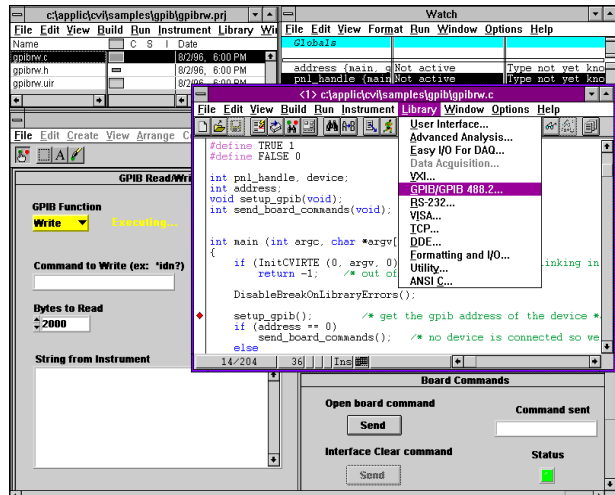 c:\applic\cvi\samples\gpib\gpibrw.prj
File Edit View Build Run Instrument Library
Name C S I Date
gpibrw.c 8/2/96, 6:00 PM
gpibrw.h 8/2/96, 6:00 PM
gpibrw.uir 8/2/96, 6:00 PM
Watch
File Edit View Format Run Window Options Help
Globals
address {main, Not active Type not yet
pnl_handle {main Not active Type not yet
<1> c:\applic\cvi\samples\gpib\gpibrw.c
File Edit View Build Run Instrument Library Window Options Help
#define TRUE 1
#define FALSE 0
int pnl_handle, device;
int address;
void setup_gpib(void);
int send_board_commands(void);
int main (int argc, char *argv[
{
if (InitCVIRTE (0, argv, 0) linking in
return -1; /* out of
DisableBreakOnLibraryErrors();
setup_gpib(); /* get the gpib address of the device *
if (address == 0)
send_board_commands(); /* no device is connected so we
else
14/204 36 Ins
User Interface...
Advanced Analysis...
Easy I/O For DAQ...
Data Acquisition...
VXI...
GPIB/GPIB 488.2...
RS-232...
VISA...
TCP...
DDE...
Formatting and I/O...
Utility...
ANSI C...
File Edit Create View Arrange
GPIB Read/Wri
GPIB Function
Write Executing...
Command to Write (ex: *idn?)
Bytes to Read
2000
String from Instrument
Board Commands
Open board command
Send
Command sent
Interface Clear command
Send
Status